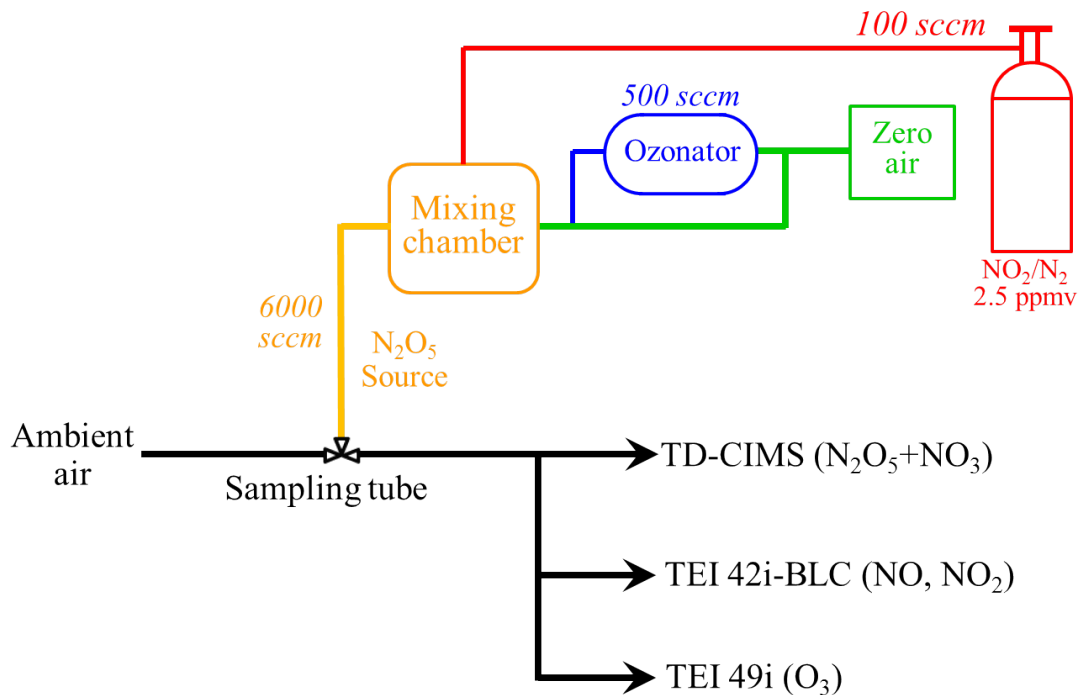 100 sccm
500 sccm
Ozonator
Zero
air
Mixing
chamber
NO₂/N₂
2.5 ppmv
6000
sccm
N₂O₅
Source
Ambient
air
Sampling tube
TD-CIMS (N₂O₅+NO₃)
TEI 42i-BLC (NO, NO₂)
TEI 49i (O₃)